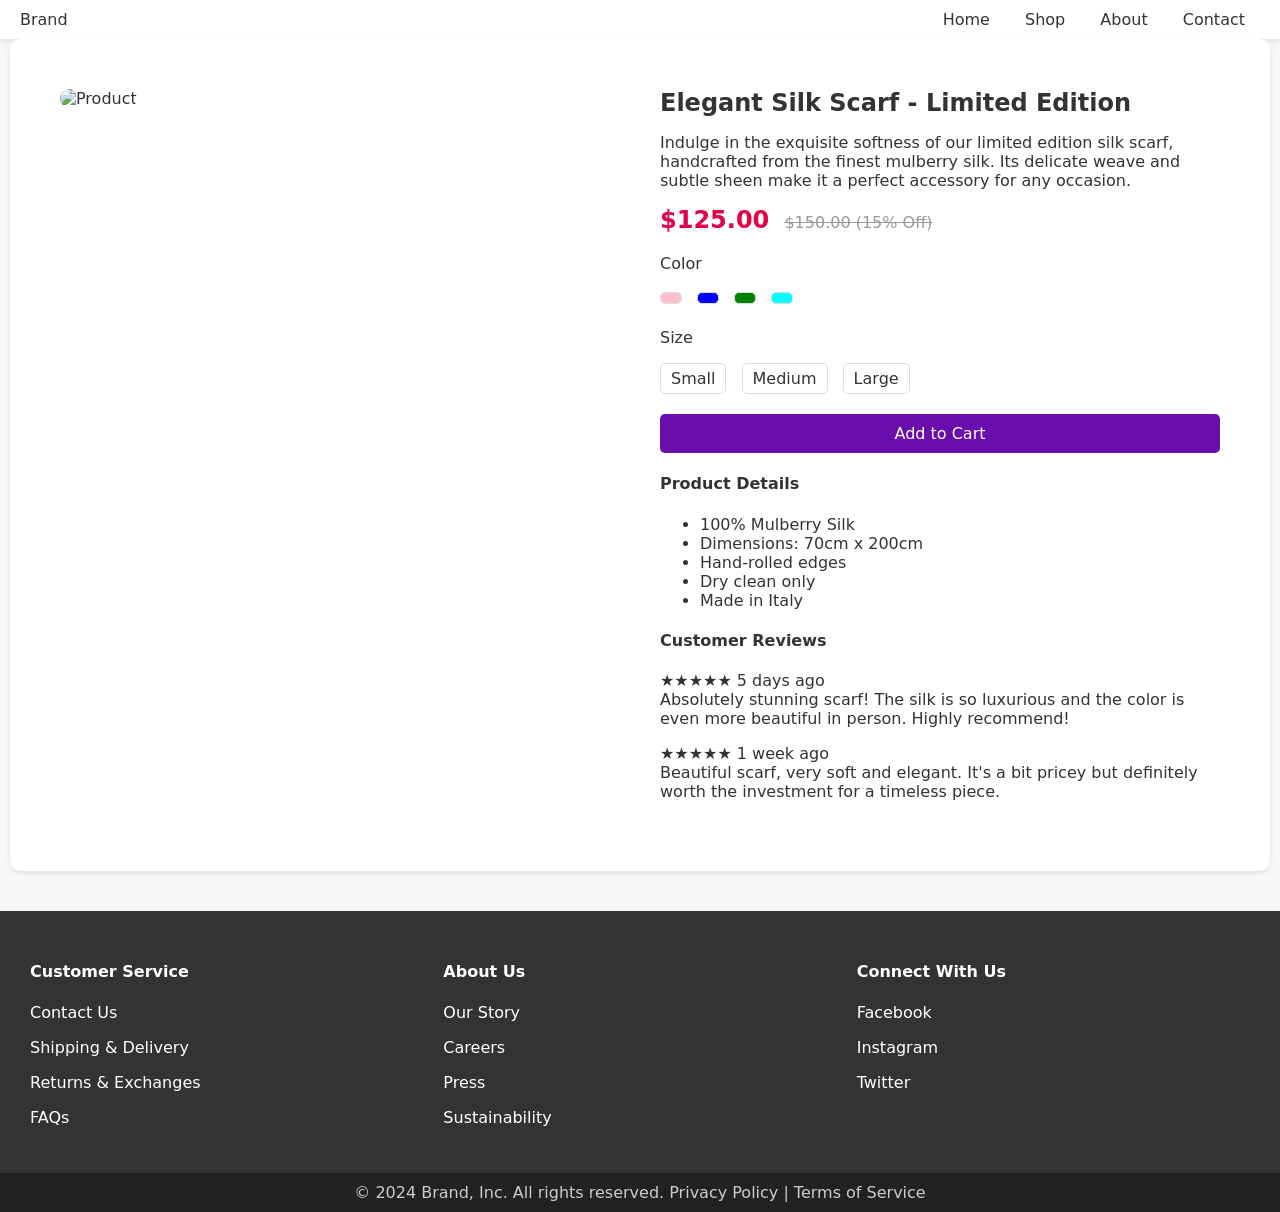 Brand
Home Shop About Contact
Product
Elegant Silk Scarf - Limited Edition
Indulge in the exquisite softness of our limited edition silk scarf,
handcrafted from the finest mulberry silk. Its delicate weave and
subtle sheen make it a perfect accessory for any occasion.
$125.00 $150.00 (15% Off)
Color
Size
Small Medium Large
Add to Cart
Product Details
• 100% Mulberry Silk
• Dimensions: 70cm x 200cm
• Hand-rolled edges
• Dry clean only
• Made in Italy
Customer Reviews
★★★★★ 5 days ago
Absolutely stunning scarf! The silk is so luxurious and the color is
even more beautiful in person. Highly recommend!
★★★★★ 1 week ago
Beautiful scarf, very soft and elegant. It's a bit pricey but definitely
worth the investment for a timeless piece.
Customer Service
Contact Us
Shipping & Delivery
Returns & Exchanges
FAQs
About Us
Our Story
Careers
Press
Sustainability
Connect With Us
Facebook
Instagram
Twitter
© 2024 Brand, Inc. All rights reserved. Privacy Policy | Terms of Service